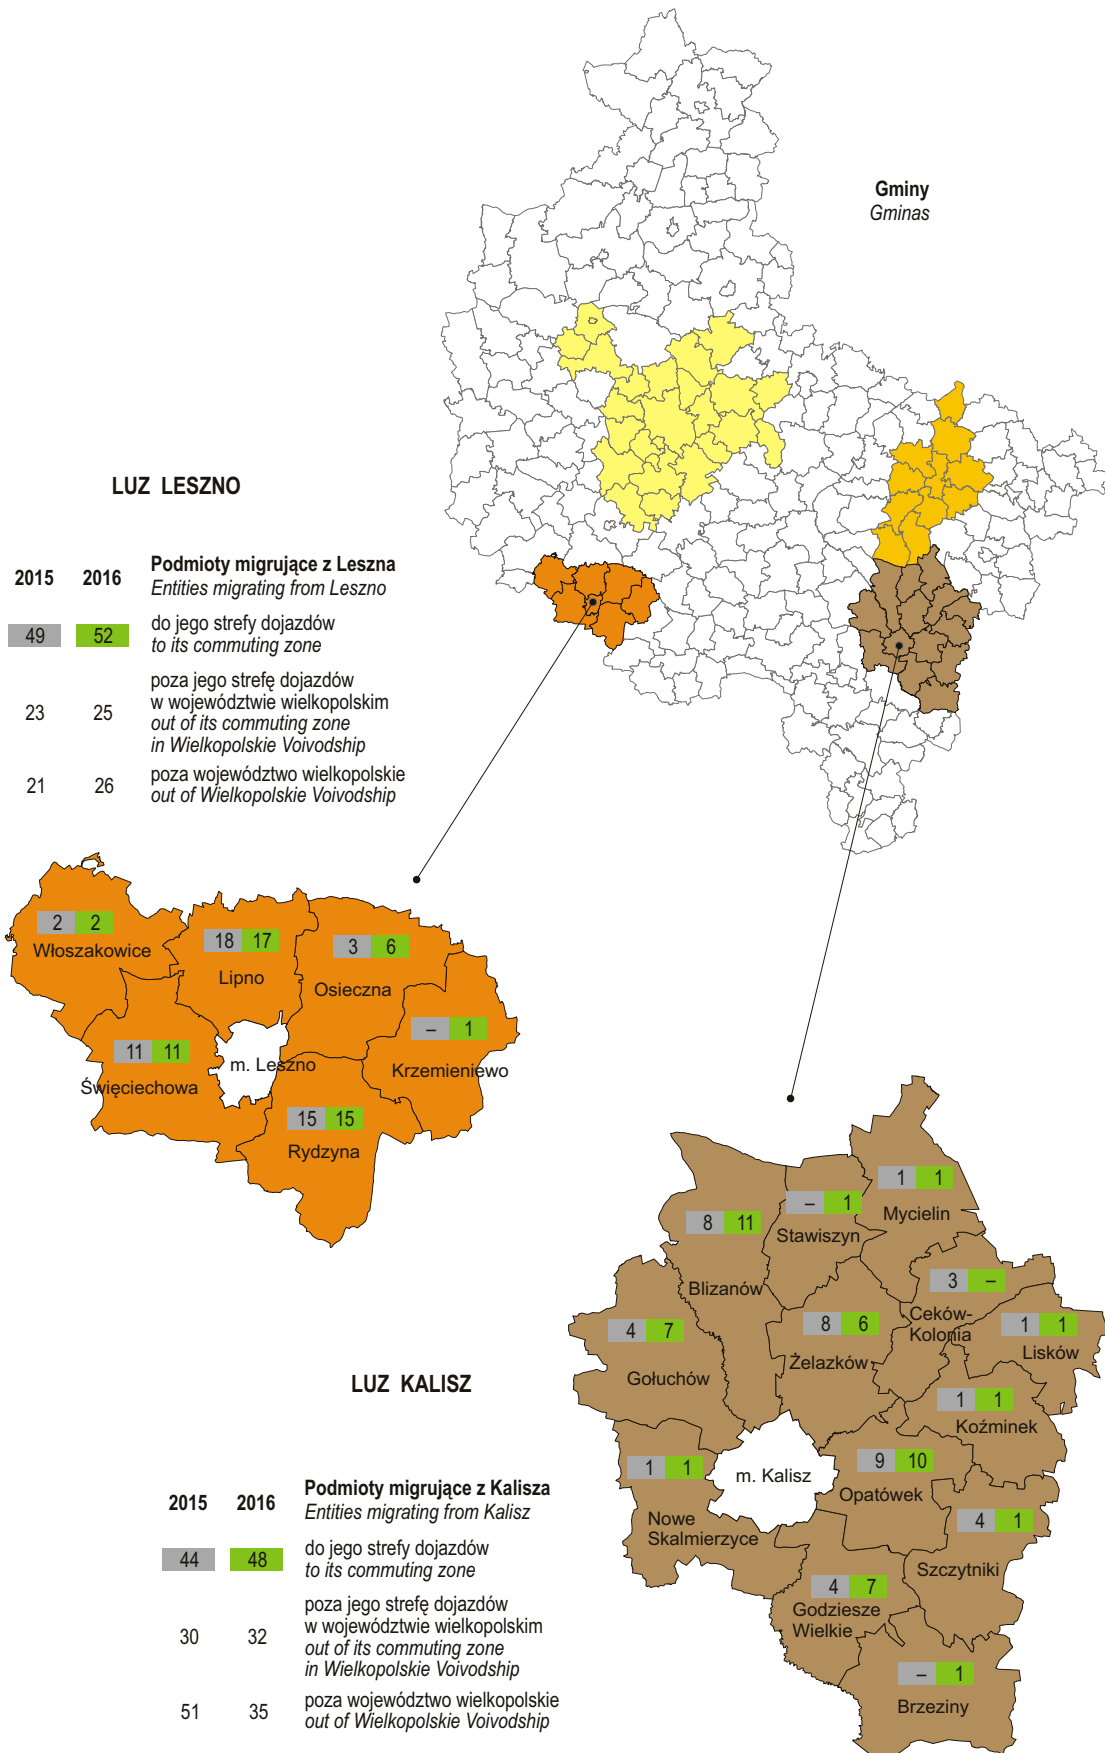 Gminy
Gminas
LUZ LESZNO
2015 2016 Podmioty migrujące z Leszna
Entities migrating from Leszno
49 52 do jego strefy dojazdów
to its commuting zone
poza jego strefę dojazdów
w województwie wielkopolskim
23 25 out of its commuting zone
in Wielkopolskie Voivodship
21 26 poza województwo wielkopolskie
out of Wielkopolskie Voivodship
2 2
Włoszakowice
18 17
Lipno
3 6
Osieczna
– 1
Krzemieniewo
11 11
Święciechowa
m. Leszno
15 15
Rydzyna
LUZ KALISZ
2015 2016 Podmioty migrujące z Kalisza
Entities migrating from Kalisz
44 48 do jego strefy dojazdów
to its commuting zone
poza jego strefę dojazdów
w województwie wielkopolskim
30 32 out of its commuting zone
in Wielkopolskie Voivodship
51 35 poza województwo wielkopolskie
out of Wielkopolskie Voivodship
1 1
Mycielin
– 1
Stawiszyn
8 11
Blizanów
3 –
Ceków-
Kolonia
1 1
Lisków
4 7
Gołuchów
8 6
Żelazków
1 1
Koźminek
1 1
Nowe
Skalmierzyce
m. Kalisz
9 10
Opatówek
4 1
Szczytniki
4 7
Godziesze
Wielkie
– 1
Brzeziny